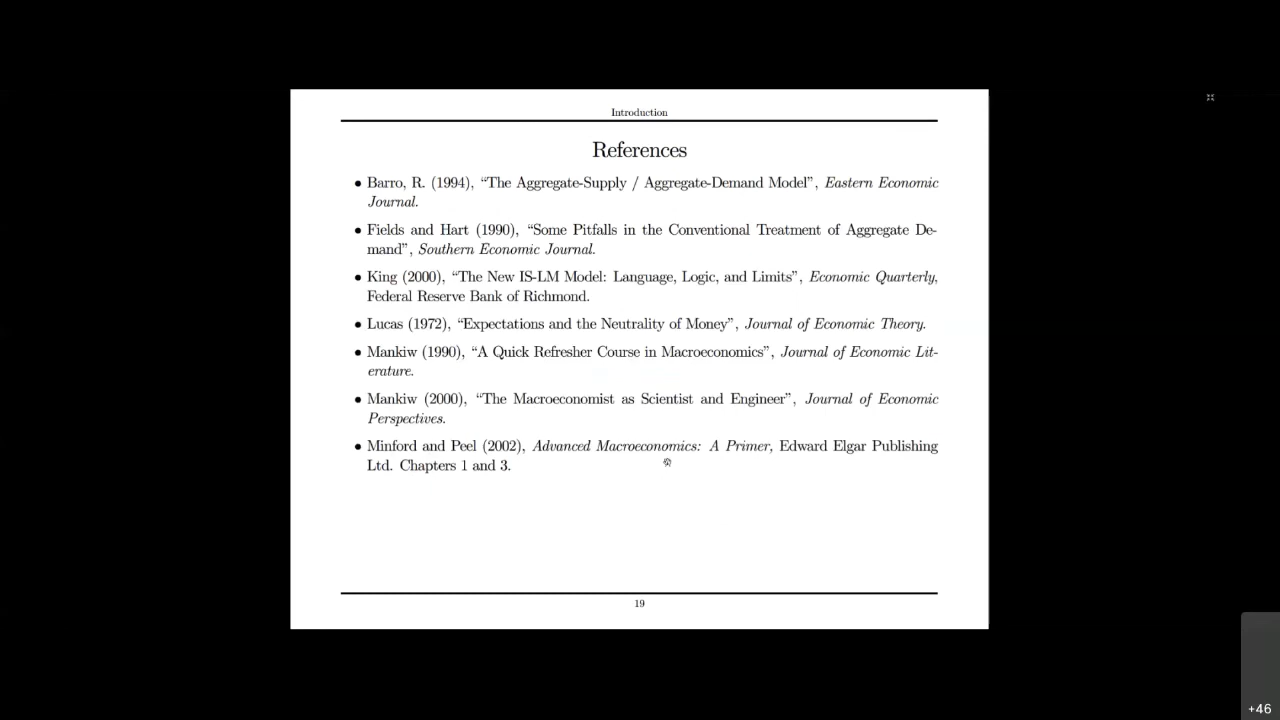 Introduction
References
• Barro, R. (1994), “The Aggregate-Supply / Aggregate-Demand Model”, Eastern Economic
Journal.
• Fields and Hart (1990), “Some Pitfalls in the Conventional Treatment of Aggregate De-
mand”, Southern Economic Journal.
• King (2000), “The New IS-LM Model: Language, Logic, and Limits”, Economic Quarterly,
Federal Reserve Bank of Richmond.
• Lucas (1972), “Expectations and the Neutrality of Money”, Journal of Economic Theory.
• Mankiw (1990), “A Quick Refresher Course in Macroeconomics”, Journal of Economic Lit-
erature.
• Mankiw (2000), “The Macroeconomist as Scientist and Engineer”, Journal of Economic
Perspectives.
• Minford and Peel (2002), Advanced Macroeconomics: A Primer, Edward Elgar Publishing
Ltd. Chapters 1 and 3.
19
+46